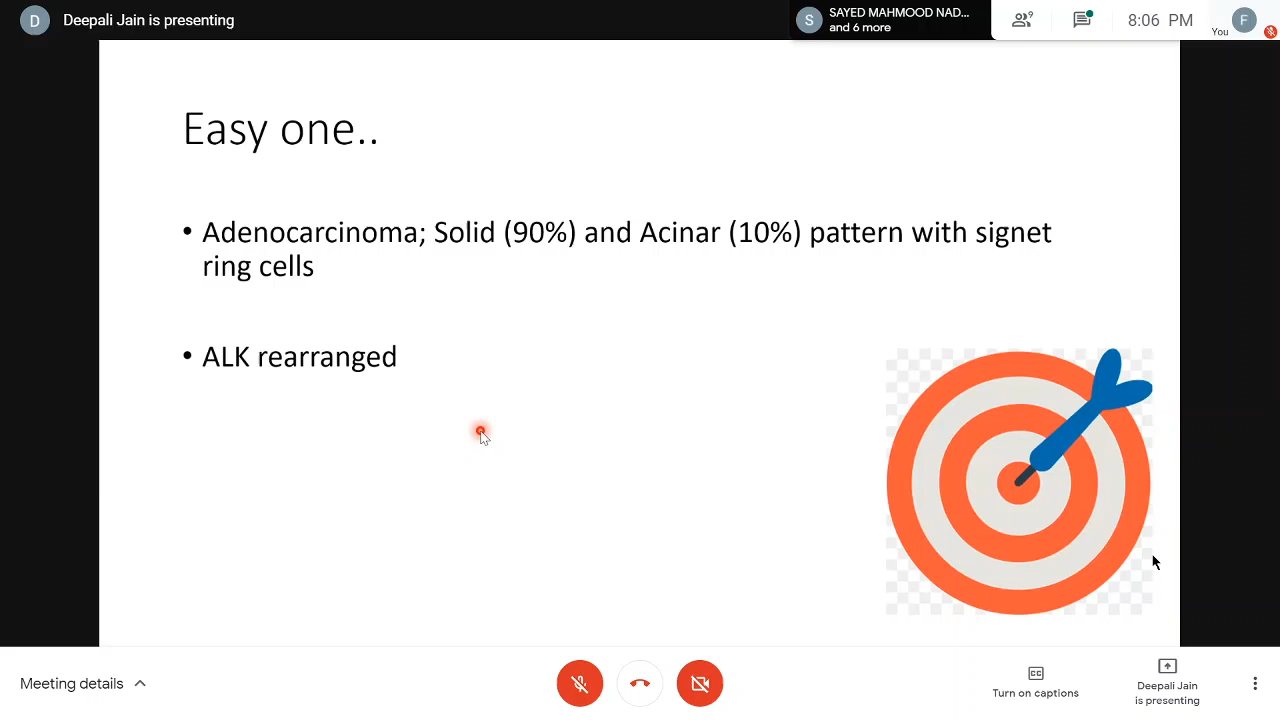 D
Deepali Jain is presenting
S
SAYED MAHMOOD NAD...
and 6 more
9
8:06 PM
You
F
Easy one..
• Adenocarcinoma; Solid (90%) and Acinar (10%) pattern with signet
ring cells
• ALK rearranged
Meeting details
CC
Turn on captions
Deepali Jain
is presenting